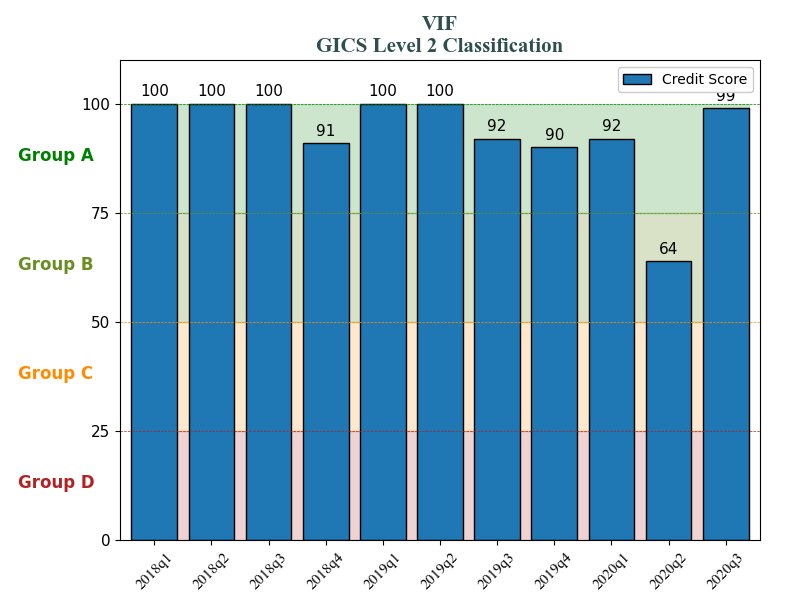 VIF
GICS Level 2 Classification
Credit Score
100 100 100 91 100 100 92 90 92 64 99
100
Group A
75
Group B
50
Group C
25
Group D
0
2018q1 2018q2 2018q3 2018q4 2019q1 2019q2 2019q3 2019q4 2020q1 2020q2 2020q3